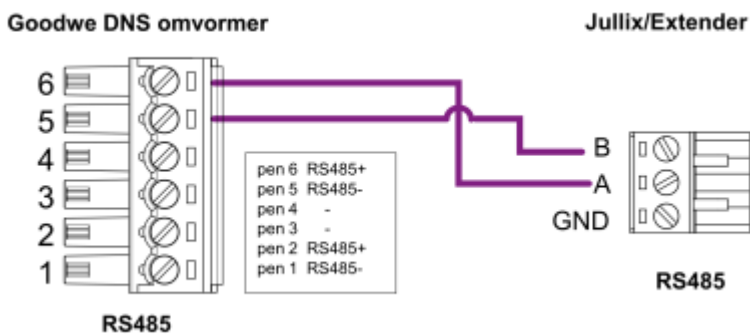 Goodwe DNS omvormer
Jullix/Extender
6
5
4
3
2
1
pen 6 RS485+
pen 5 RS485-
pen 4 -
pen 3 -
pen 2 RS485+
pen 1 RS485-
B
A
GND
RS485
RS485